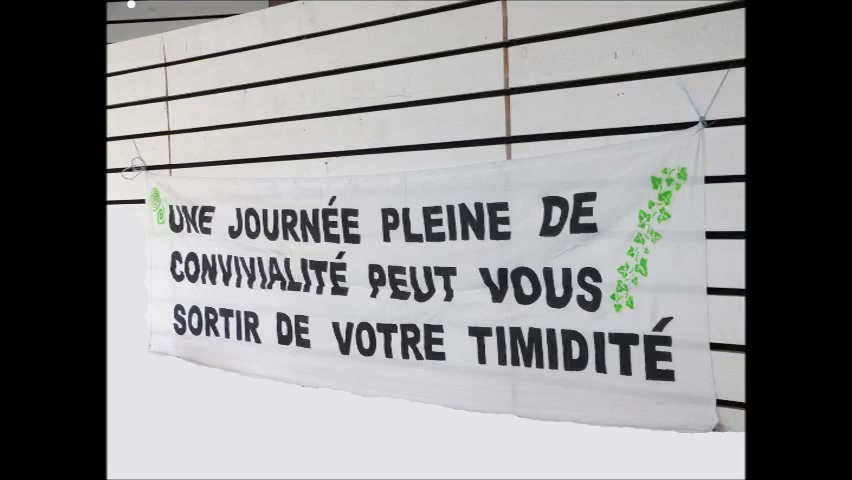 UNE JOURNÉE PLEINE DE
CONVIVIALITÉ PEUT VOUS
SORTIR DE VOTRE TIMIDITÉ